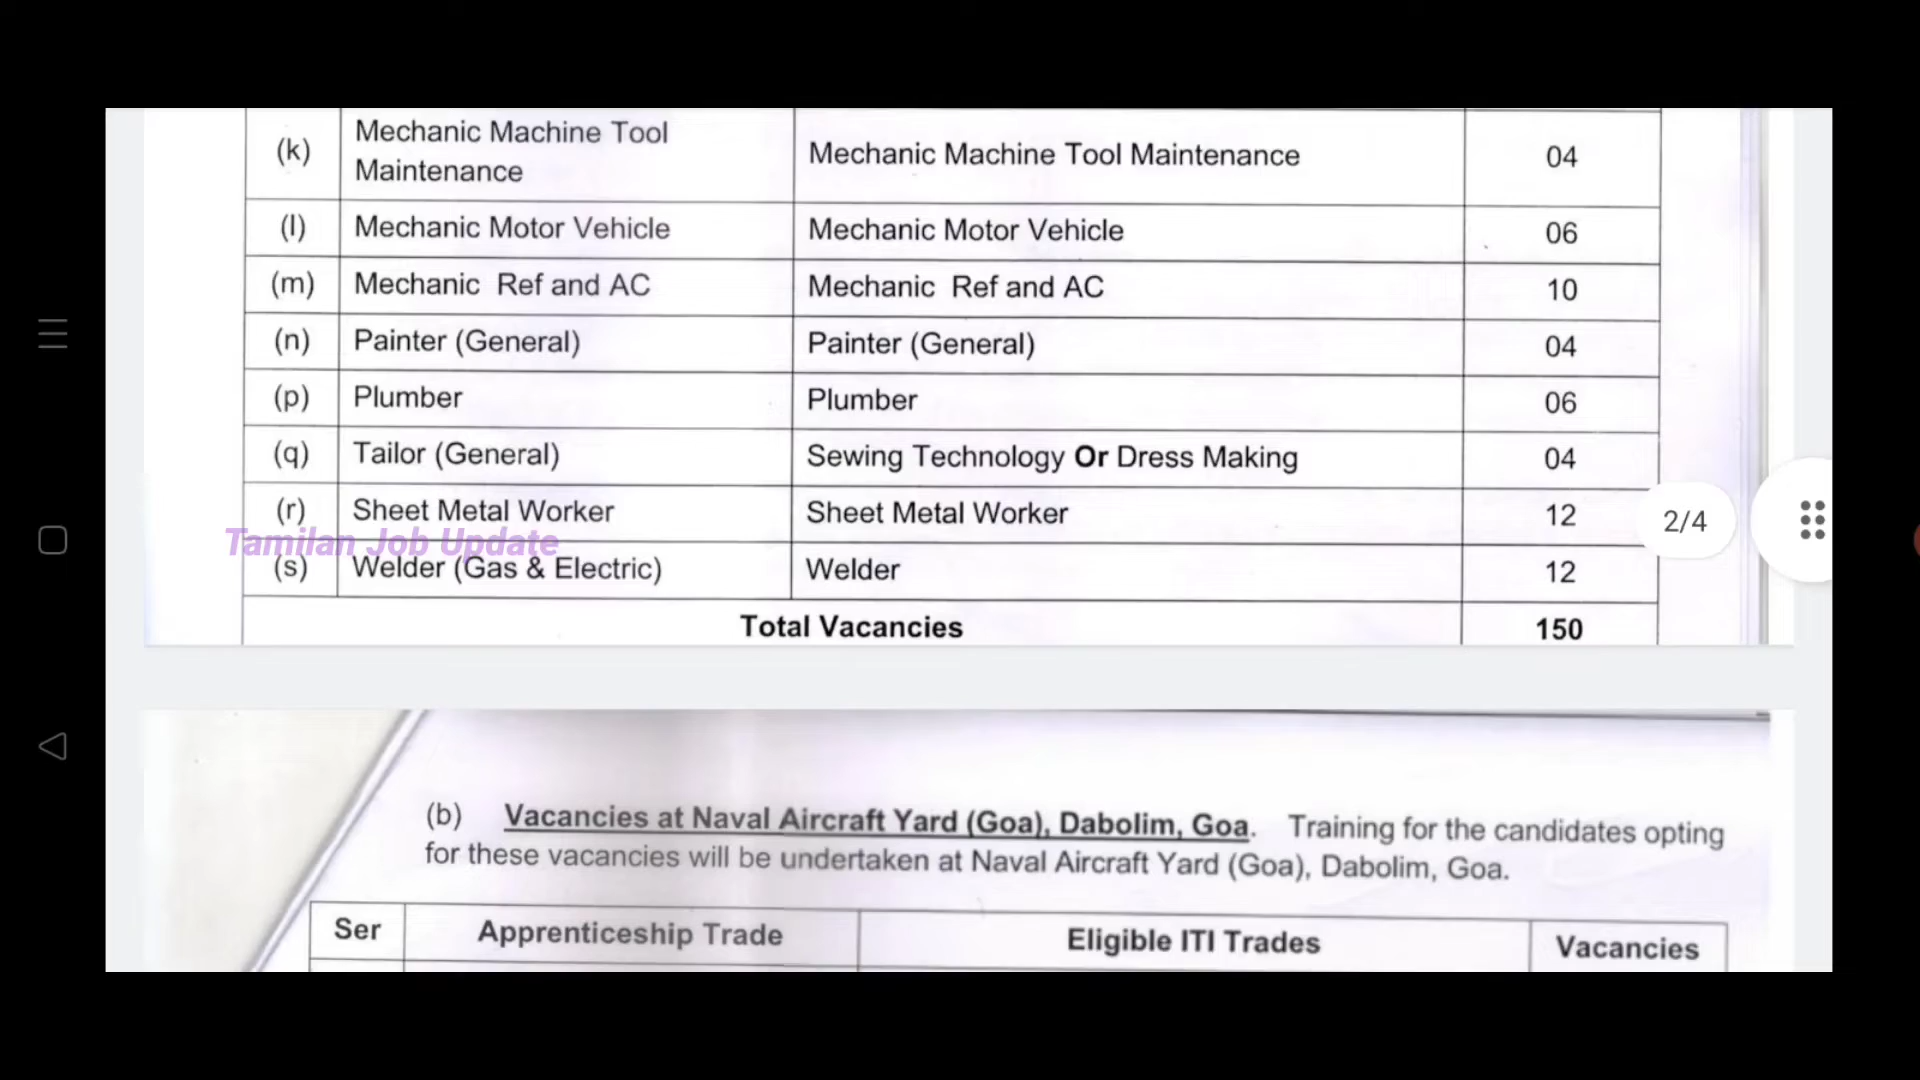 (k) Mechanic Machine Tool Maintenance Mechanic Machine Tool Maintenance 04
(l) Mechanic Motor Vehicle Mechanic Motor Vehicle 06
(m) Mechanic Ref and AC Mechanic Ref and AC 10
(n) Painter (General) Painter (General) 04
(p) Plumber Plumber 06
(q) Tailor (General) Sewing Technology Or Dress Making 04
(r) Sheet Metal Worker Sheet Metal Worker 12
2/4
Tamilan Job Update
(s) Welder (Gas & Electric) Welder 12
Total Vacancies 150
(b) Vacancies at Naval Aircraft Yard (Goa), Dabolim, Goa. Training for the candidates opting
for these vacancies will be undertaken at Naval Aircraft Yard (Goa), Dabolim, Goa.
Ser Apprenticeship Trade Eligible ITI Trades Vacancies